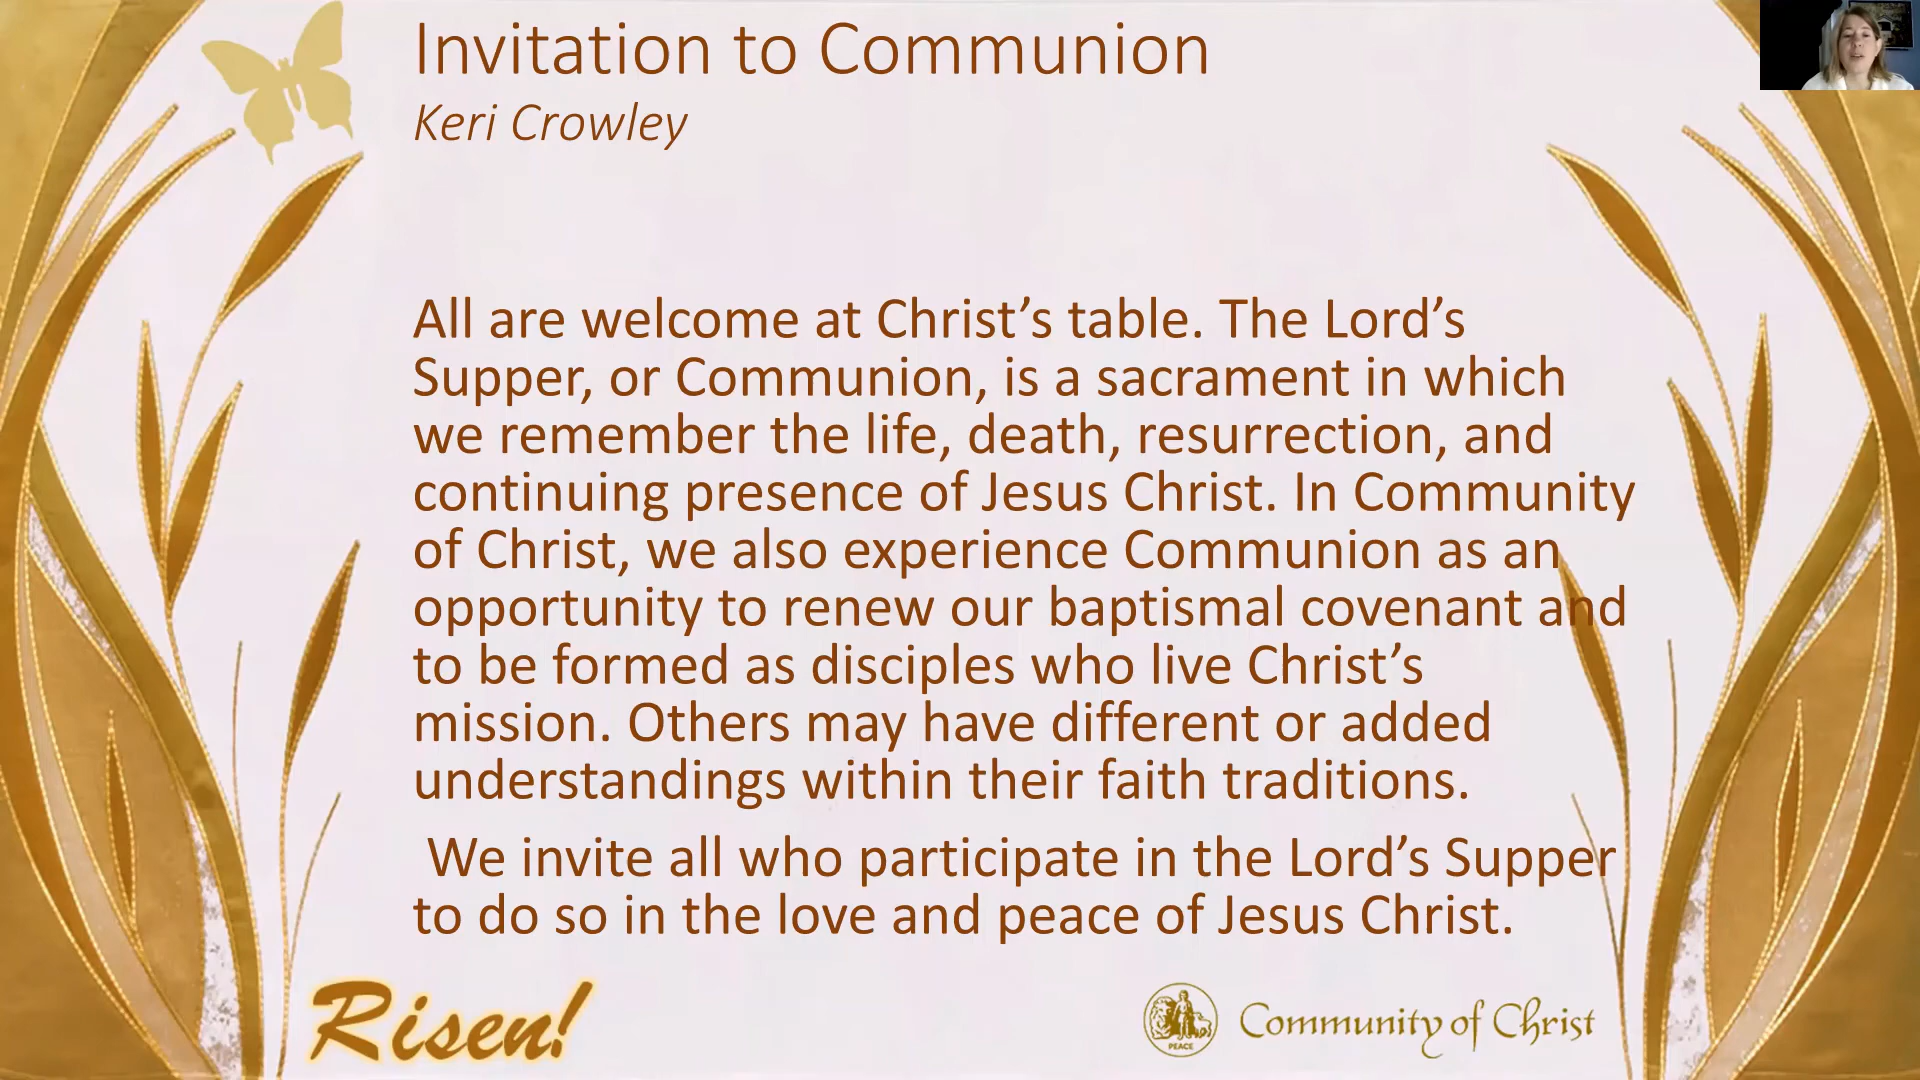 Invitation to Communion
Keri Crowley
All are welcome at Christ’s table. The Lord’s
Supper, or Communion, is a sacrament in which
we remember the life, death, resurrection, and
continuing presence of Jesus Christ. In Community
of Christ, we also experience Communion as an
opportunity to renew our baptismal covenant and
to be formed as disciples who live Christ’s
mission. Others may have different or added
understandings within their faith traditions.
We invite all who participate in the Lord’s Supper
to do so in the love and peace of Jesus Christ.
Risen!
PEACE
Community of Christ